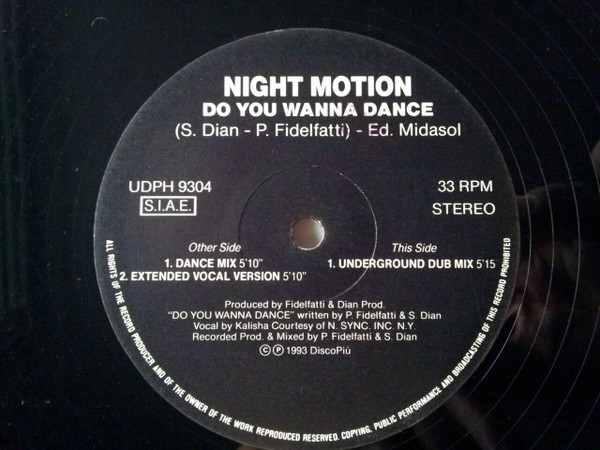 NIGHT MOTION
DO YOU WANNA DANCE
(S. Dian - P. Fidelfatti) - Ed. Midasol
UDPH 9304
S.I.A.E.
33 RPM
STEREO
Other Side
1. DANCE MIX 5'10"
2. EXTENDED VOCAL VERSION 5'10"
This Side
1. UNDERGROUND DUB MIX 5'15
Produced by Fidelfatti & Dian Prod.
"DO YOU WANNA DANCE" written by P. Fidelfatti & S. Dian
Vocal by Kalisha Courtesy of N. SYNC. INC. N.Y.
Recorded Prod. & Mixed by P. Fidelfatti & S. Dian
© ℗ 1993 DiscoPiù
ALL RIGHTS OF THE RECORD PRODUCER AND OF THE OWNER OF THE WORK REPRODUCED RESERVED. COPYING, PUBLIC PERFORMANCE AND BROADCASTING OF THIS RECORD PROHIBITED